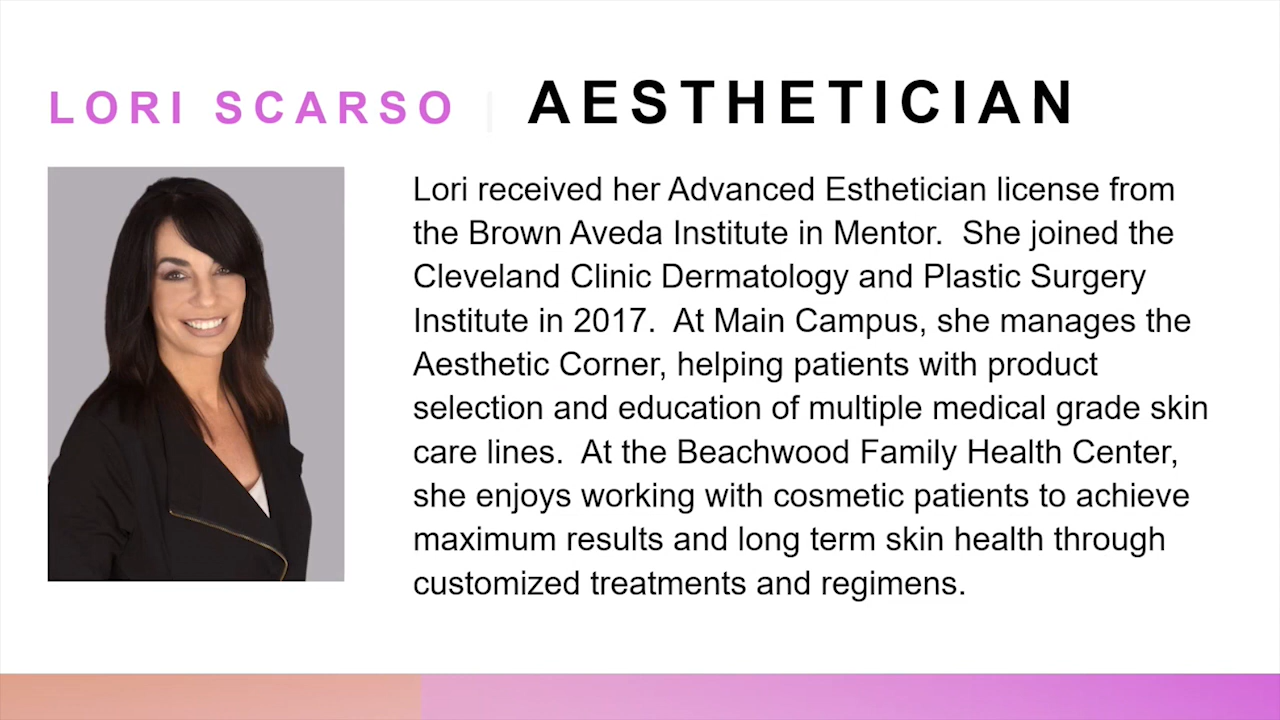 LORI SCARSO | AESTHETICIAN
Lori received her Advanced Esthetician license from
the Brown Aveda Institute in Mentor.  She joined the
Cleveland Clinic Dermatology and Plastic Surgery
Institute in 2017.  At Main Campus, she manages the
Aesthetic Corner, helping patients with product
selection and education of multiple medical grade skin
care lines.  At the Beachwood Family Health Center,
she enjoys working with cosmetic patients to achieve
maximum results and long term skin health through
customized treatments and regimens.